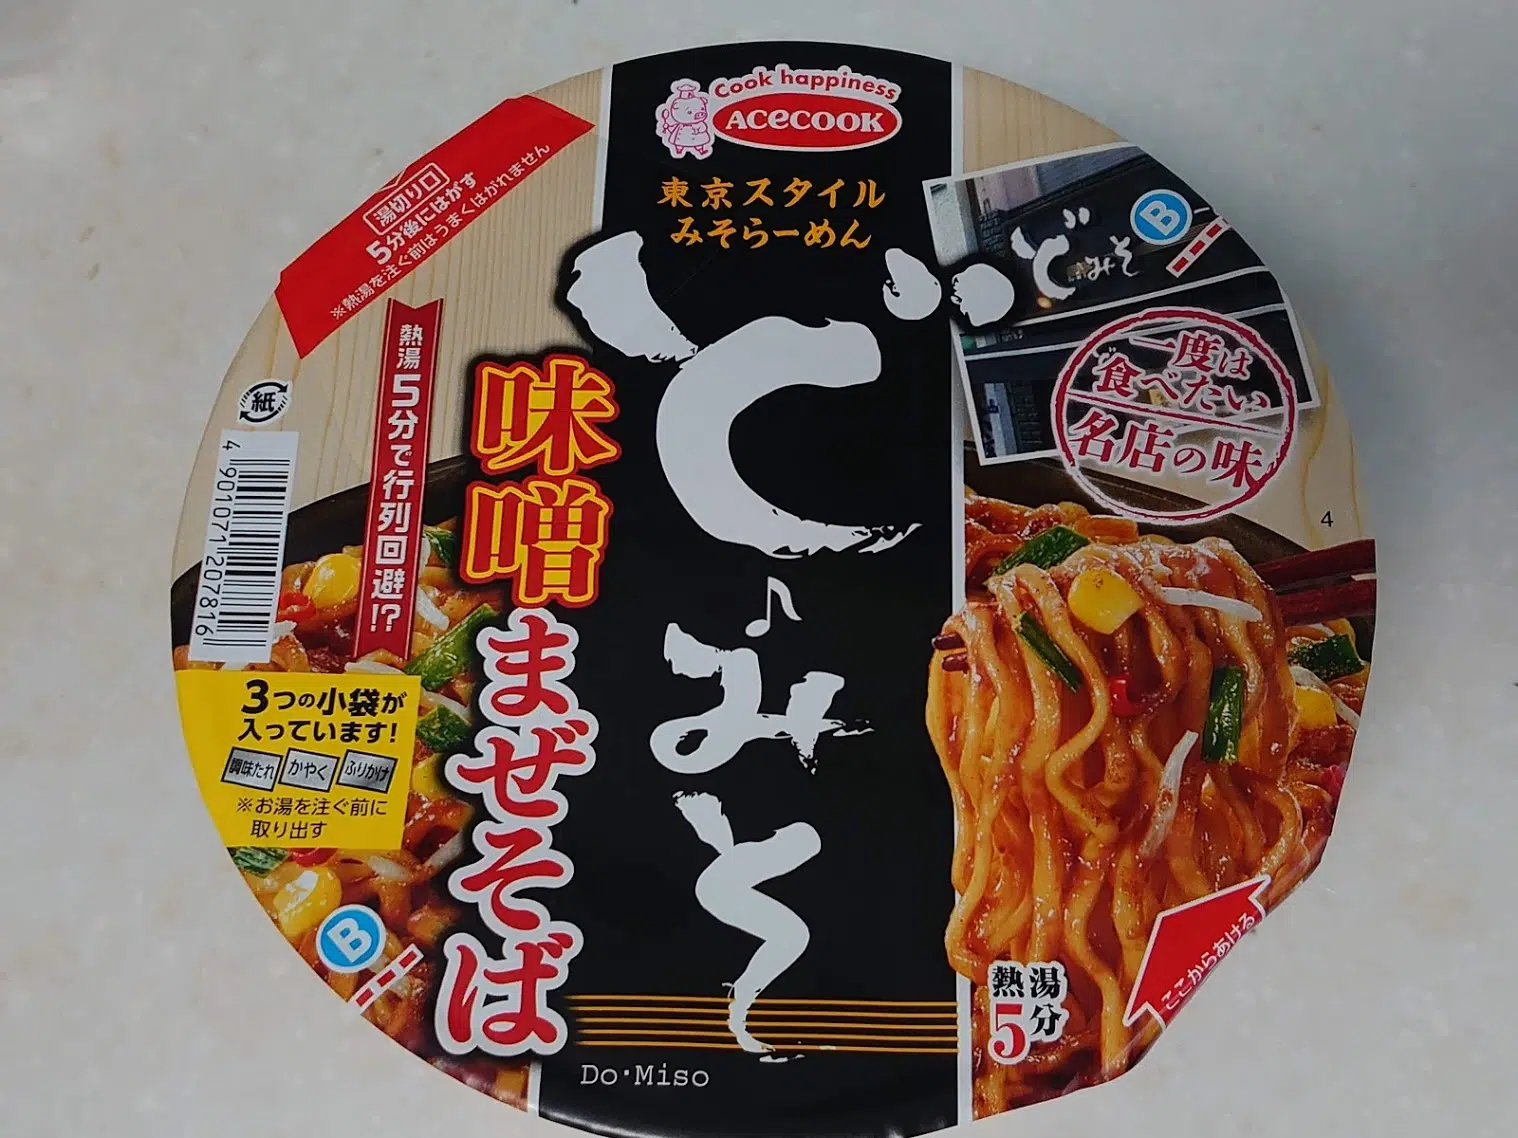 Cook happiness
ACECOOK
東京スタイル
みそらーめん
ど
みそ
味噌まぜそば
Do・Miso
湯切り口
5分後にはがす
※熱湯を注ぐ前はうまくはがれません
熱湯5分で行列回避!?
紙
4 901071 207816
3つの小袋が
入っています!
調味たれ
かやく
ふりかけ
※お湯を注ぐ前に
取り出す
B
B
どみそ
一度は
食べたい
名店の味
4
熱湯
5分
ここからあける